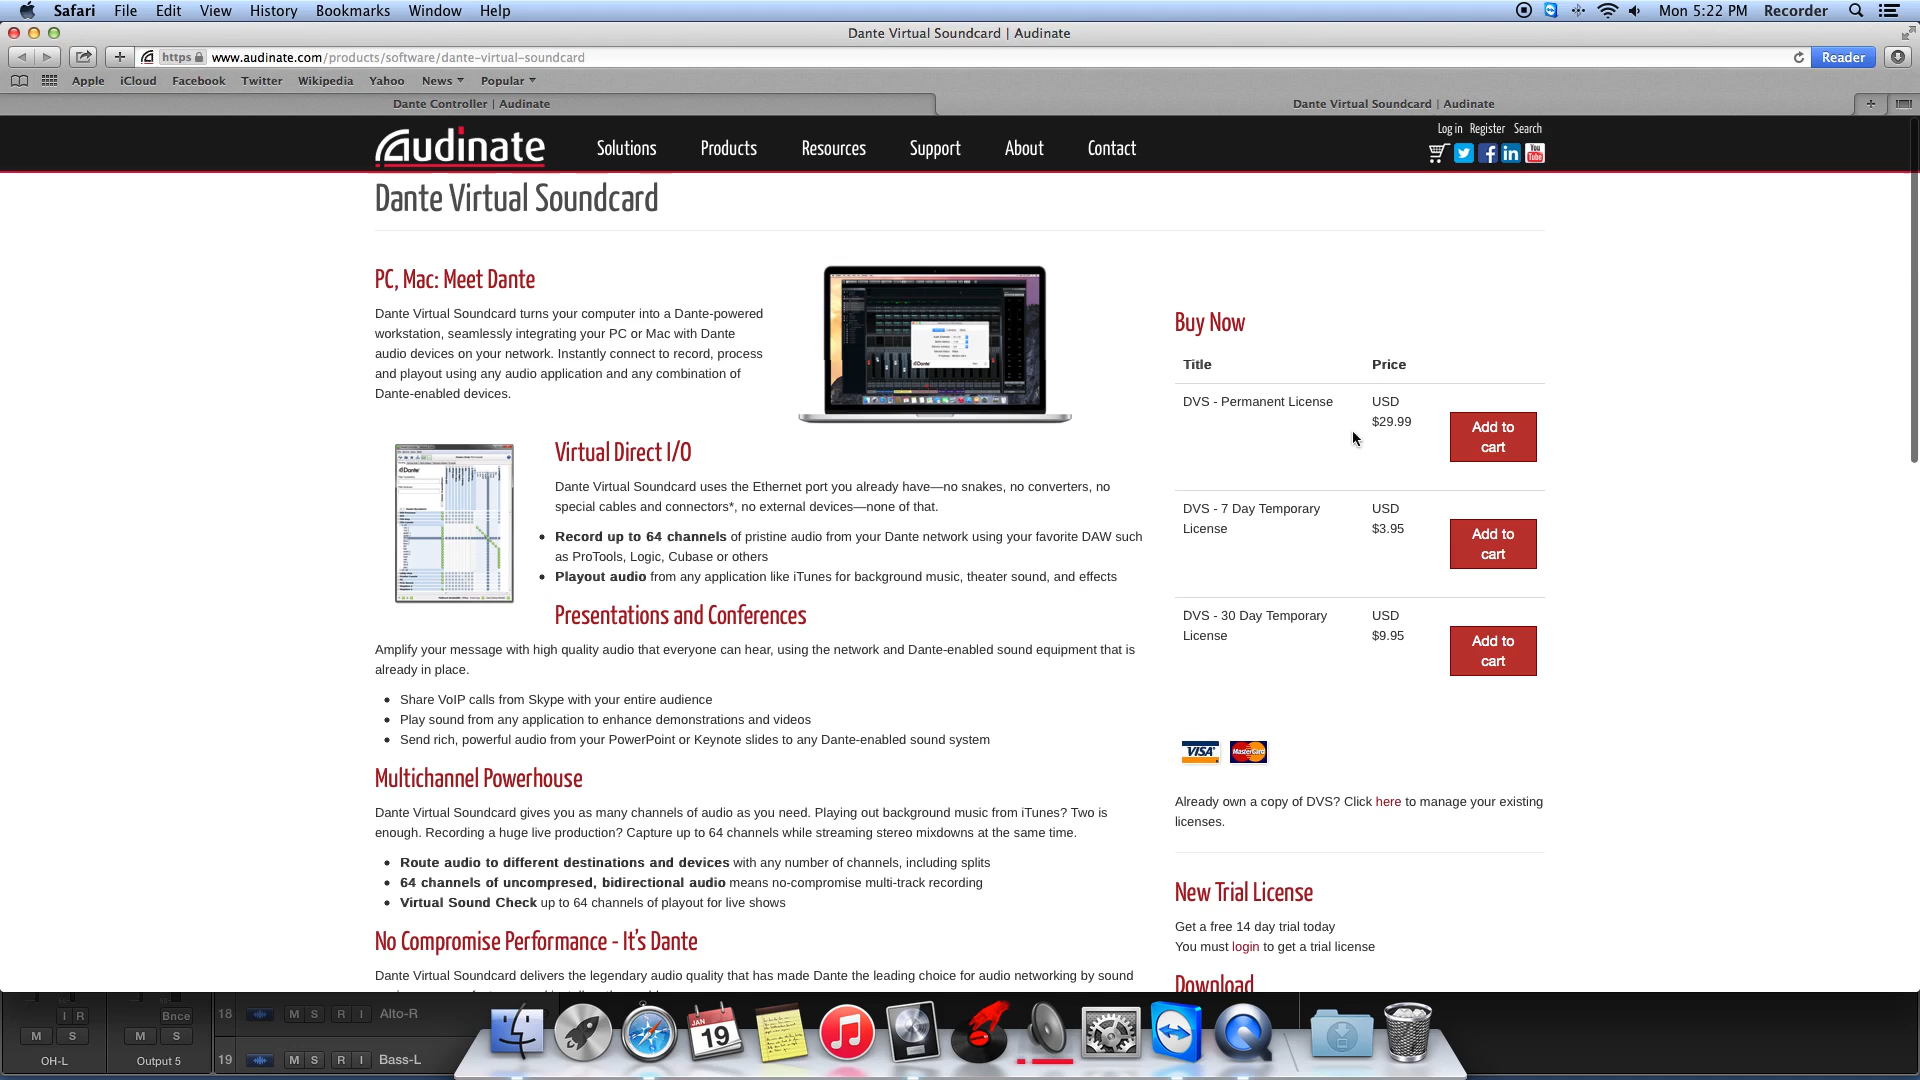 Safari File Edit View History Bookmarks Window Help Mon 5:22 PM Recorder
Dante Virtual Soundcard | Audinate
https www.audinate.com/products/software/dante-virtual-soundcard Reader
Apple iCloud Facebook Twitter Wikipedia Yahoo News Popular
Dante Controller | Audinate Dante Virtual Soundcard | Audinate
Log in Register Search
Audinate Solutions Products Resources Support About Contact
Dante Virtual Soundcard
PC, Mac: Meet Dante
Dante Virtual Soundcard turns your computer into a Dante-powered
workstation, seamlessly integrating your PC or Mac with Dante
audio devices on your network. Instantly connect to record, process
and playout using any audio application and any combination of
Dante-enabled devices.
Virtual Direct I/O
Dante Virtual Soundcard uses the Ethernet port you already have—no snakes, no converters, no
special cables and connectors*, no external devices—none of that.
Record up to 64 channels of pristine audio from your Dante network using your favorite DAW such
as ProTools, Logic, Cubase or others
Playout audio from any application like iTunes for background music, theater sound, and effects
Presentations and Conferences
Amplify your message with high quality audio that everyone can hear, using the network and Dante-enabled sound equipment that is
already in place.
Share VoIP calls from Skype with your entire audience
Play sound from any application to enhance demonstrations and videos
Send rich, powerful audio from your PowerPoint or Keynote slides to any Dante-enabled sound system
Multichannel Powerhouse
Dante Virtual Soundcard gives you as many channels of audio as you need. Playing out background music from iTunes? Two is
enough. Recording a huge live production? Capture up to 64 channels while streaming stereo mixdowns at the same time.
Route audio to different destinations and devices with any number of channels, including splits
64 channels of uncompresed, bidirectional audio means no-compromise multi-track recording
Virtual Sound Check up to 64 channels of playout for live shows
No Compromise Performance - It's Dante
Dante Virtual Soundcard delivers the legendary audio quality that has made Dante the leading choice for audio networking by sound
Buy Now
Title Price
DVS - Permanent License USD
$29.99
Add to
cart
DVS - 7 Day Temporary USD
License $3.95
Add to
cart
DVS - 30 Day Temporary USD
License $9.95
Add to
cart
VISA MasterCard
Already own a copy of DVS? Click here to manage your existing
licenses.
New Trial License
Get a free 14 day trial today
You must login to get a trial license
Download
I R Bnce 18 M S R I Alto-R
M S M S
OH-L Output 5 19 M S R I Bass-L
JAN
19